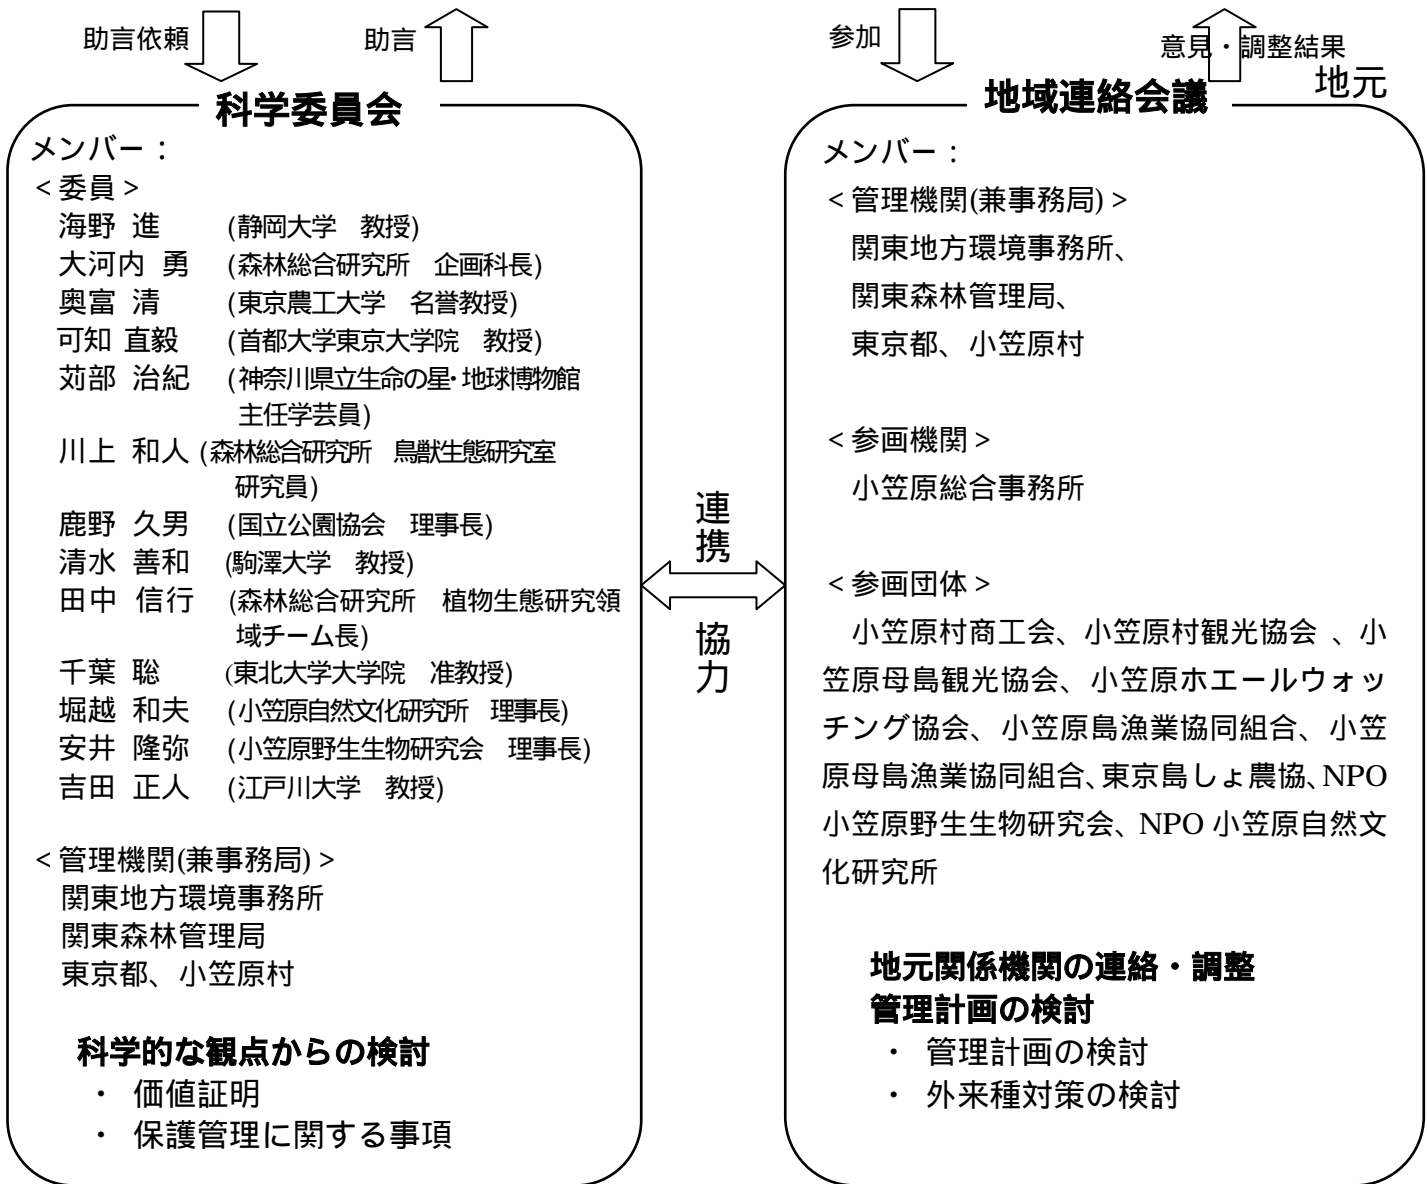 助言依頼
助言
参加
意見・調整結果
地元
科学委員会
メンバー：
＜委員＞
海野 進 (静岡大学 教授)
大河内 勇 (森林総合研究所 企画科長)
奥富 清 (東京農工大学 名誉教授)
可知 直毅 (首都大学東京大学院 教授)
苅部 治紀 (神奈川県立生命の星・地球博物館
主任学芸員)
川上 和人 (森林総合研究所 鳥獣生態研究室
研究員)
鹿野 久男 (国立公園協会 理事長)
清水 善和 (駒澤大学 教授)
田中 信行 (森林総合研究所 植物生態研究領
域チーム長)
千葉 聡 (東北大学大学院 准教授)
堀越 和夫 (小笠原自然文化研究所 理事長)
安井 隆弥 (小笠原野生生物研究会 理事長)
吉田 正人 (江戸川大学 教授)
＜管理機関(兼事務局)＞
関東地方環境事務所
関東森林管理局
東京都、小笠原村
科学的な観点からの検討
・ 価値証明
・ 保護管理に関する事項
連携
協力
地域連絡会議
メンバー：
＜管理機関(兼事務局)＞
関東地方環境事務所、
関東森林管理局、
東京都、小笠原村
＜参画機関＞
小笠原総合事務所
＜参画団体＞
小笠原村商工会、小笠原村観光協会 、小
笠原母島観光協会、小笠原ホエールウォッ
チング協会、小笠原島漁業協同組合、小笠
原母島漁業協同組合、東京島しょ農協、NPO
小笠原野生生物研究会、NPO 小笠原自然文
化研究所
地元関係機関の連絡・調整
管理計画の検討
・ 管理計画の検討
・ 外来種対策の検討